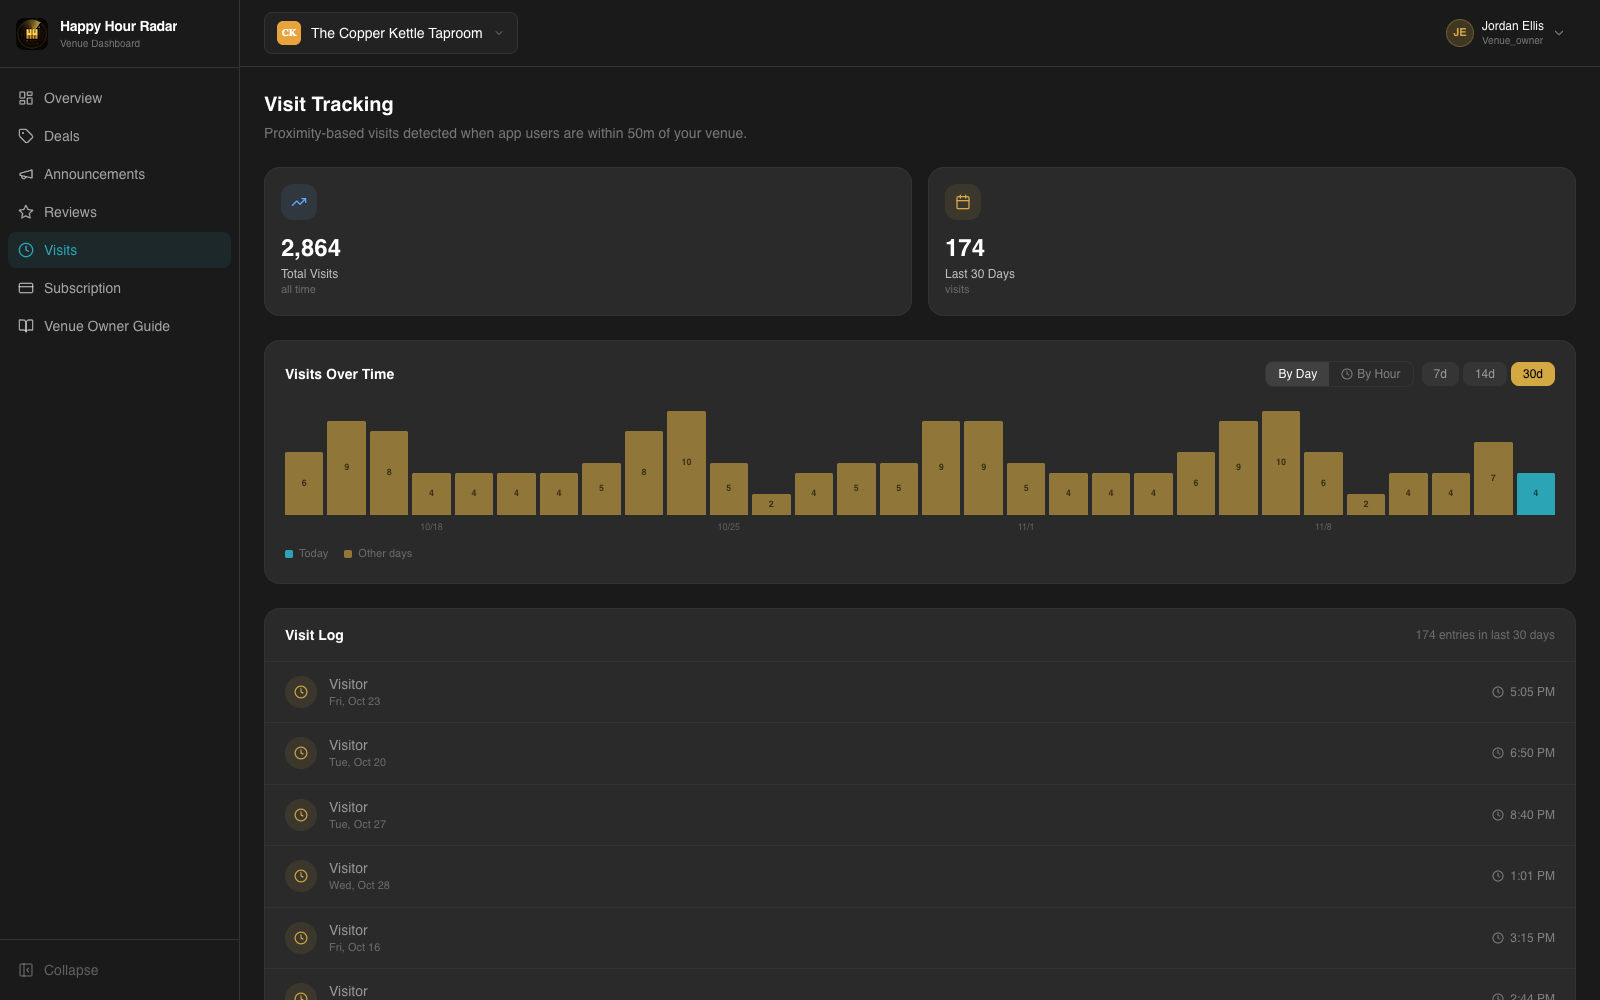 Happy Hour Radar
Venue Dashboard
Overview
Deals
Announcements
Reviews
Visits
Subscription
Venue Owner Guide
Collapse
CK The Copper Kettle Taproom
JE Jordan Ellis
Venue_owner
Visit Tracking
Proximity-based visits detected when app users are within 50m of your venue.
2,864
Total Visits
all time
174
Last 30 Days
visits
Visits Over Time
By Day By Hour 7d 14d 30d
6 9 8 4 4 4 4 5 8 10 5 2 4 5 5 9 9 5 4 4 4 6 9 10 6 2 4 4 7 4
10/18 10/25 11/1 11/8
Today Other days
Visit Log 174 entries in last 30 days
Visitor
Fri, Oct 23
5:05 PM
Visitor
Tue, Oct 20
6:50 PM
Visitor
Tue, Oct 27
8:40 PM
Visitor
Wed, Oct 28
1:01 PM
Visitor
Fri, Oct 16
3:15 PM
Visitor
2:44 PM